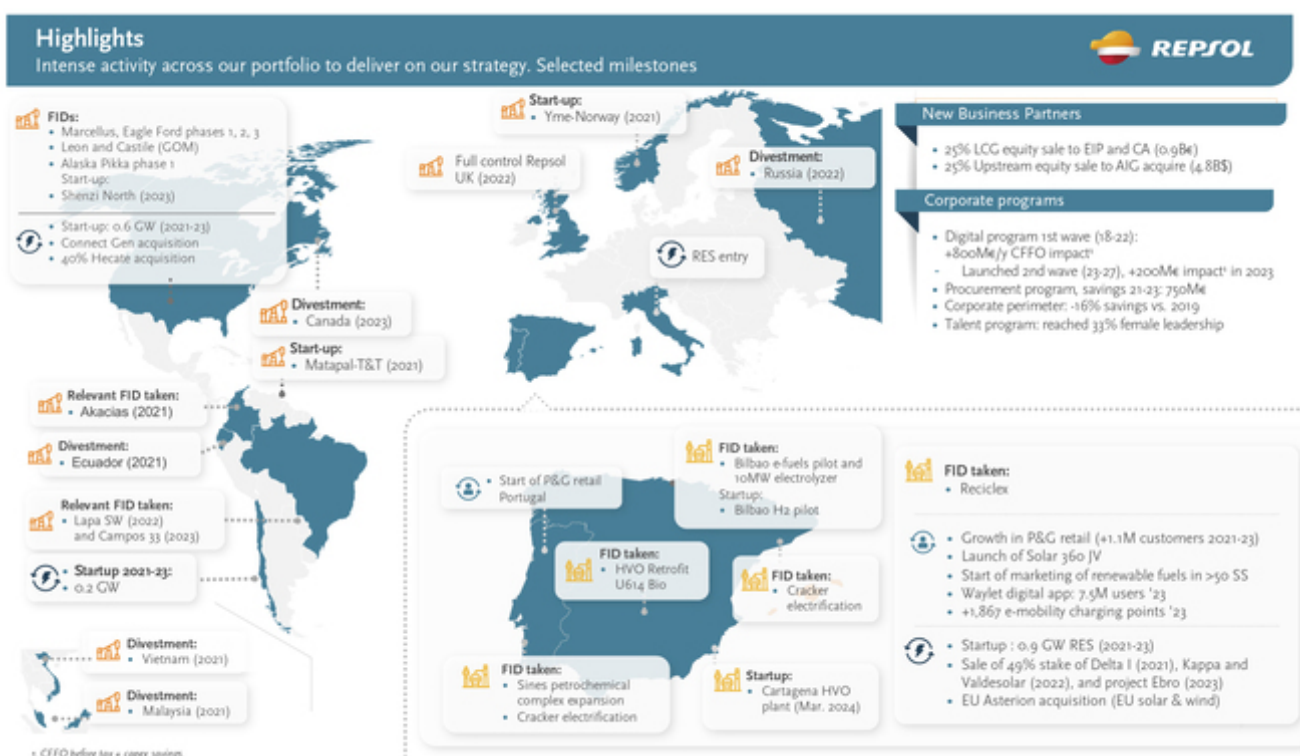 Highlights
Intense activity across our portfolio to deliver on our strategy. Selected milestones
REPSOL
FIDs:
• Marcellus, Eagle Ford phases 1, 2, 3
• Leon and Castile (GOM)
• Alaska Pikka phase 1
Start-up:
• Shenzi North (2023)
• Start-up: 0.6 GW (2021-23)
• Connect Gen acquisition
• 40% Hecate acquisition
Divestment:
• Canada (2023)
Start-up:
• Matapal-T&T (2021)
Relevant FID taken:
• Akacias (2021)
Divestment:
• Ecuador (2021)
Relevant FID taken:
• Lapa SW (2022)
and Campos 33 (2023)
• Startup 2021-23:
• 0.2 GW
Divestment:
• Vietnam (2021)
Divestment:
• Malaysia (2021)
Start-up:
• Yme-Norway (2021)
Full control Repsol
UK (2022)
Divestment:
• Russia (2022)
RES entry
New Business Partners
• 25% LCG equity sale to EIP and CA (0.9B€)
• 25% Upstream equity sale to AIG acquire (4.8B$)
Corporate programs
• Digital program 1st wave (18-22):
+800M€/y CFFO impact¹
- Launched 2nd wave (23-27), +200M€ impact¹ in 2023
• Procurement program, savings 21-23: 750M€
• Corporate perimeter: -16% savings vs. 2019
• Talent program: reached 33% female leadership
• Start of P&G retail
Portugal
FID taken:
• Bilbao e-fuels pilot and
10MW electrolyzer
Startup:
• Bilbao H2 pilot
FID taken:
• HVO Retrofit
U614 Bio
FID taken:
• Cracker
electrification
FID taken:
• Sines petrochemical
complex expansion
• Cracker electrification
Startup:
• Cartagena HVO
plant (Mar. 2024)
FID taken:
• Reciclex
• Growth in P&G retail (+1.1M customers 2021-23)
• Launch of Solar 360 JV
• Start of marketing of renewable fuels in >50 SS
• Waylet digital app: 7.5M users '23
• +1,867 e-mobility charging points '23
• Startup : 0.9 GW RES (2021-23)
• Sale of 49% stake of Delta I (2021), Kappa and
Valdesolar (2022), and project Ebro (2023)
• EU Asterion acquisition (EU solar & wind)